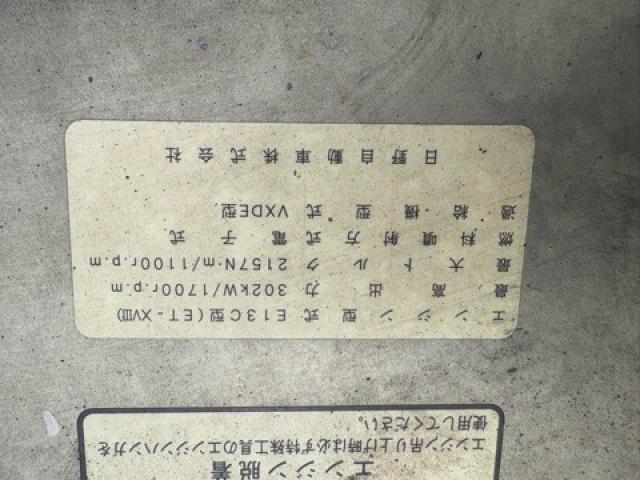 エンジン脱着
エンジン吊り上げ時は必ず特殊工具のエンジンハンガを
使用してください。
エンジン型式 E13C型(ET-XVIII)
最高出力 302kW/1700r.p.m
最大トルク 2157N·m/1100r.p.m
燃料噴射方式 電子式
過給機型式 VXDE型
日野自動車株式会社